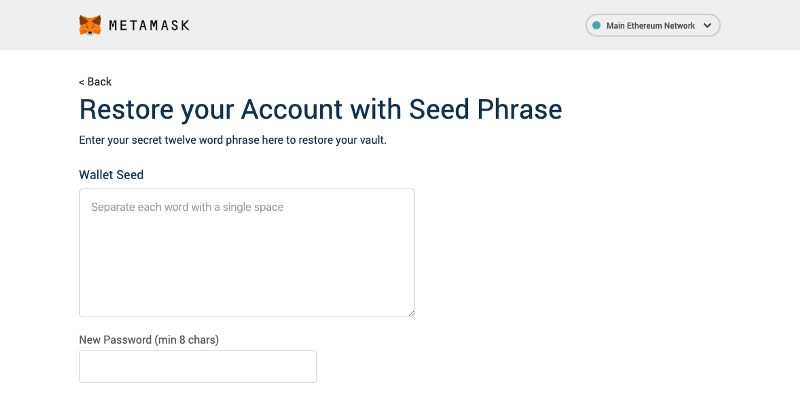 METAMASK
Main Ethereum Network
< Back
Restore your Account with Seed Phrase
Enter your secret twelve word phrase here to restore your vault.
Wallet Seed
Separate each word with a single space
New Password (min 8 chars)